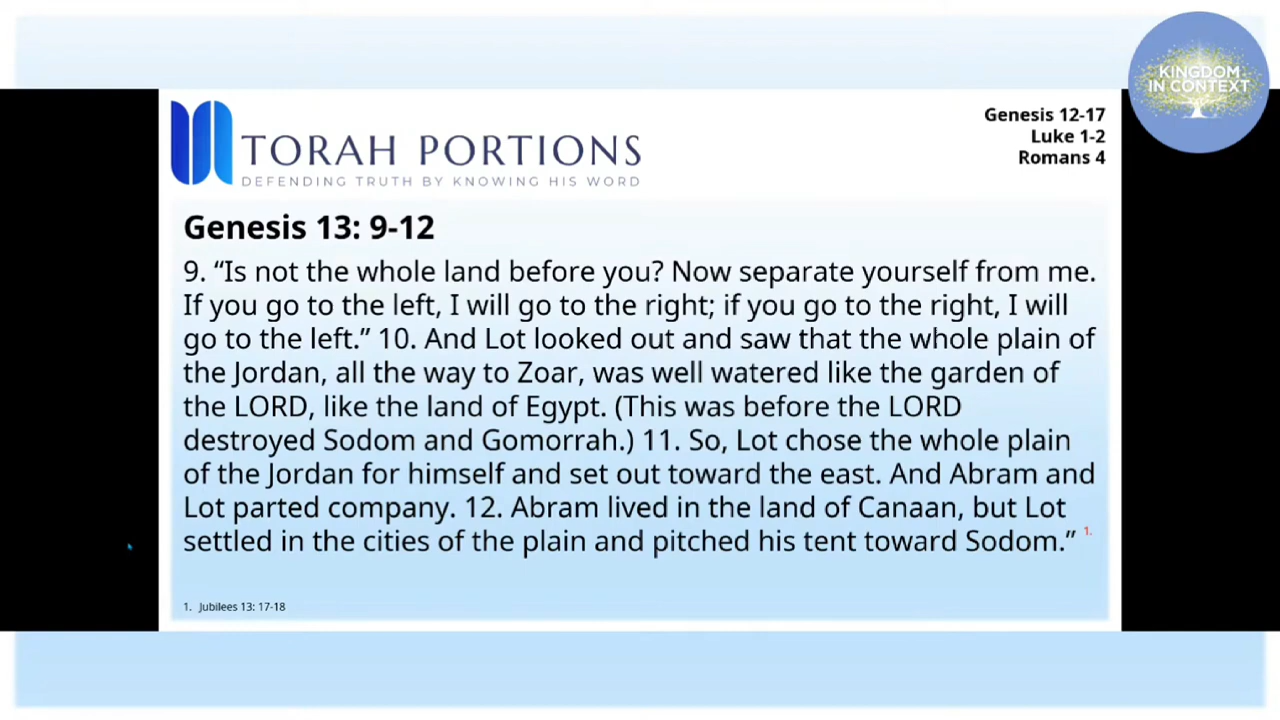 KINGDOM
IN CONTEXT
TORAH PORTIONS
DEFENDING TRUTH BY KNOWING HIS WORD
Genesis 12-17
Luke 1-2
Romans 4
Genesis 13: 9-12
9. “Is not the whole land before you? Now separate yourself from me.
If you go to the left, I will go to the right; if you go to the right, I will
go to the left.” 10. And Lot looked out and saw that the whole plain of
the Jordan, all the way to Zoar, was well watered like the garden of
the LORD, like the land of Egypt. (This was before the LORD
destroyed Sodom and Gomorrah.) 11. So, Lot chose the whole plain
of the Jordan for himself and set out toward the east. And Abram and
Lot parted company. 12. Abram lived in the land of Canaan, but Lot
settled in the cities of the plain and pitched his tent toward Sodom.” 1.
1. Jubilees 13: 17-18